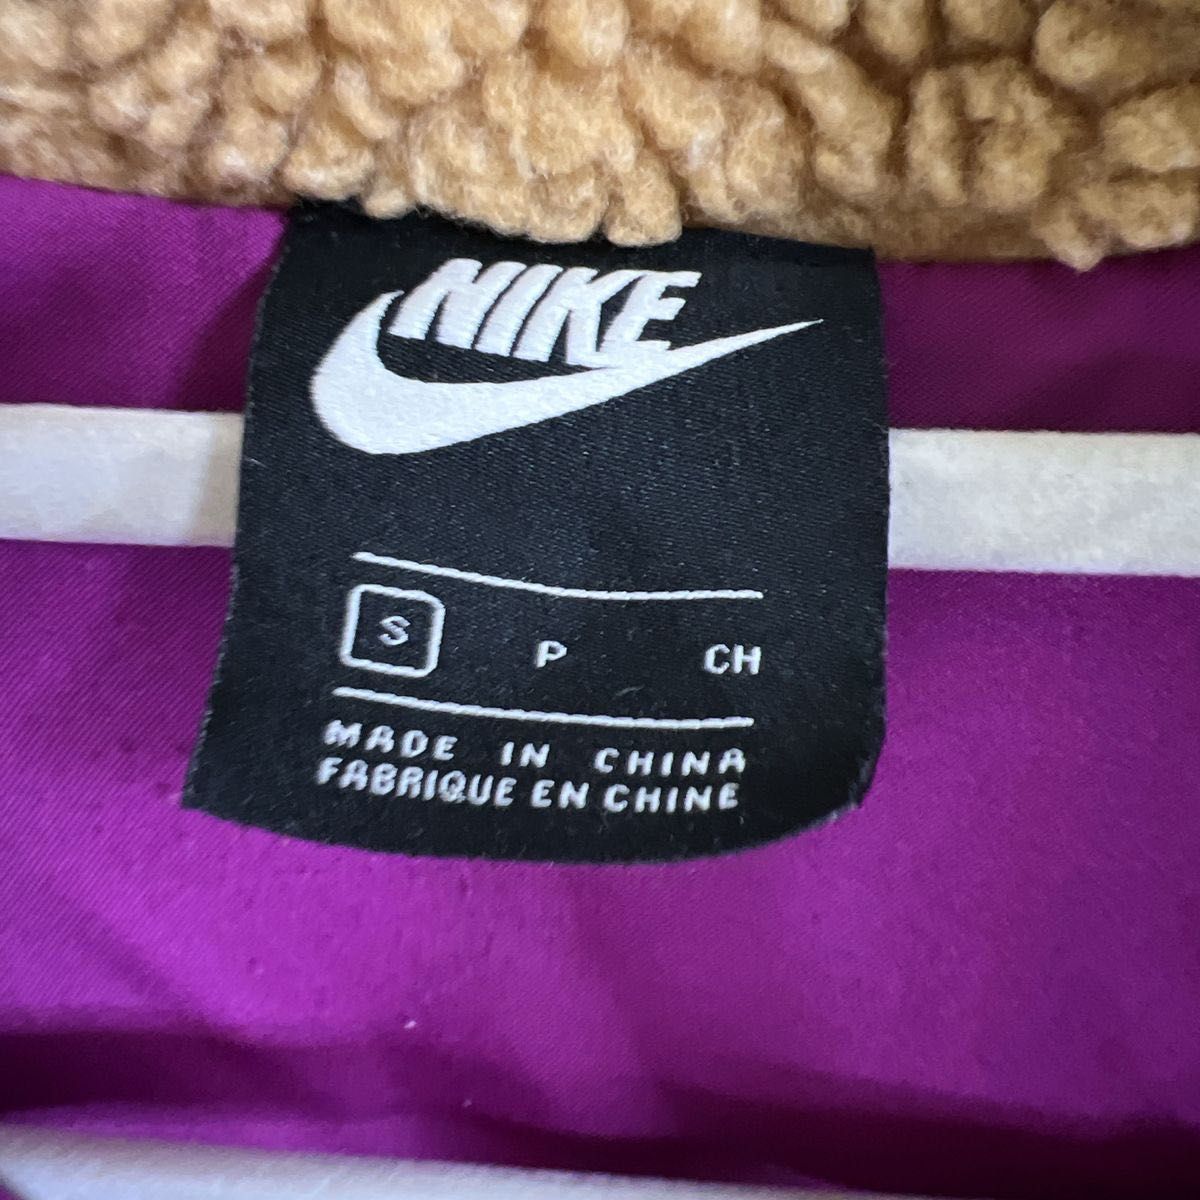 NIKE
S P CH
MADE IN CHINA
FABRIQUE EN CHINE